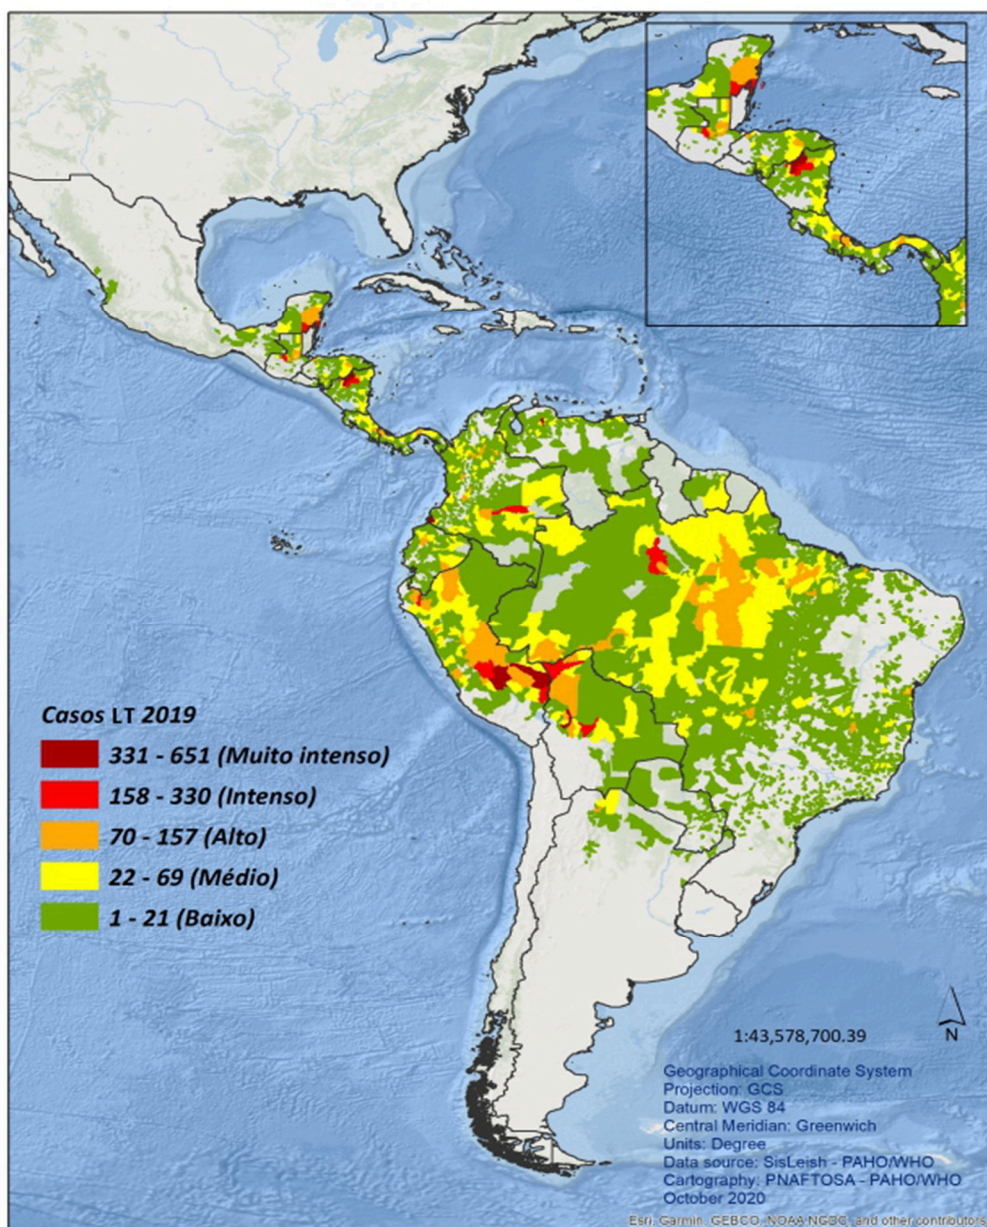 Casos LT 2019
331 - 651 (Muito intenso)
158 - 330 (Intenso)
70 - 157 (Alto)
22 - 69 (Médio)
1 - 21 (Baixo)
N
1:43,578,700.39
Geographical Coordinate System
Projection: GCS
Datum: WGS 84
Central Meridian: Greenwich
Units: Degree
Data source: SisLeish - PAHO/WHO
Cartography: PNAFTOSA - PAHO/WHO
October 2020
Esri, Garmin, GEBCO, NOAA NGDC, and other contributors